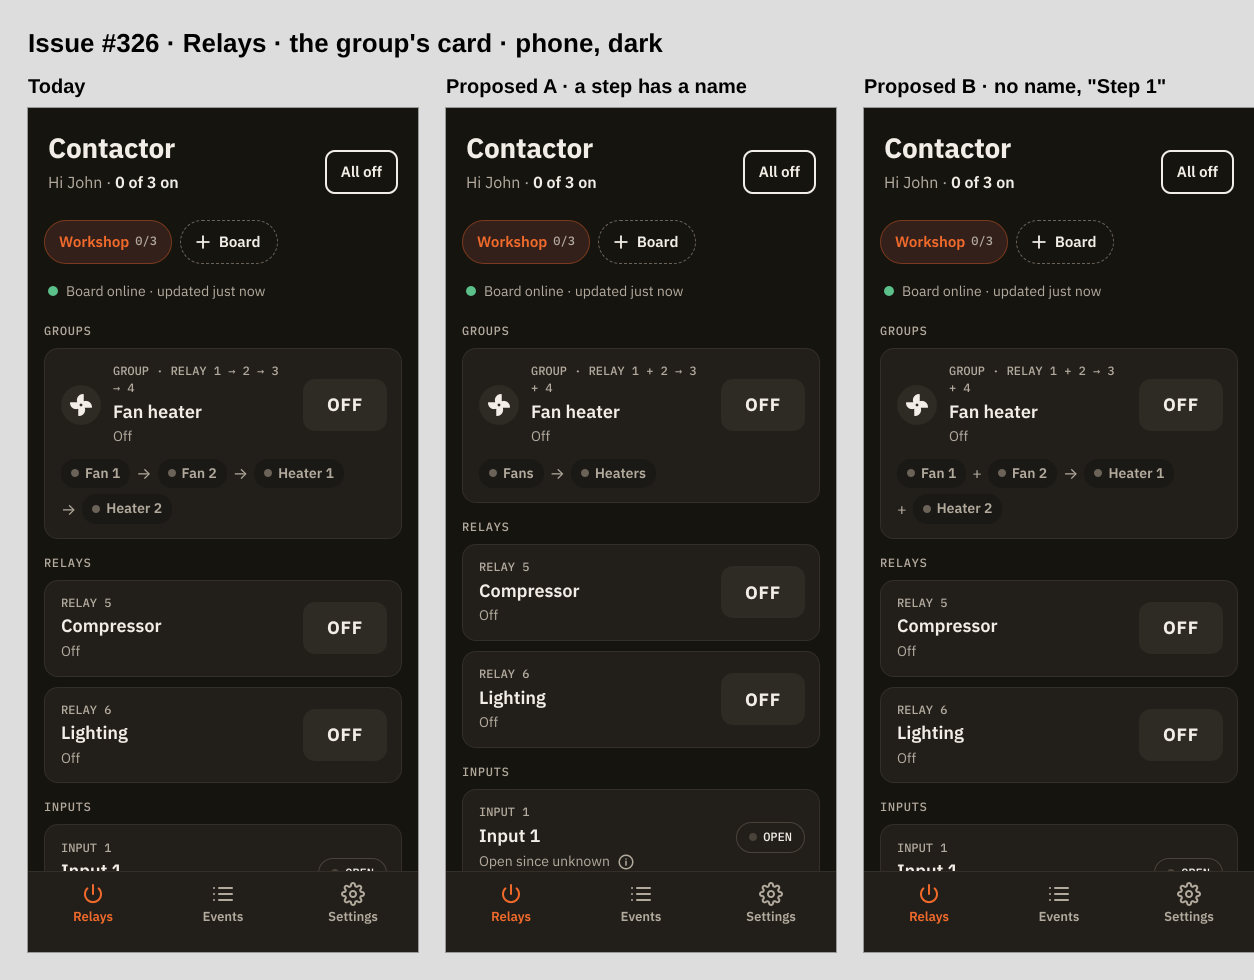 Issue #326 · Relays · the group's card · phone, dark
Today
Contactor
Hi John · 0 of 3 on
All off
Workshop 0/3
+ Board
Board online · updated just now
GROUPS
GROUP · RELAY 1 → 2 → 3
→ 4
Fan heater
Off
OFF
Fan 1 → Fan 2 → Heater 1
→ Heater 2
RELAYS
RELAY 5
Compressor
Off
OFF
RELAY 6
Lighting
Off
OFF
INPUTS
INPUT 1
Input 1
OPEN
Relays
Events
Settings
Proposed A · a step has a name
Contactor
Hi John · 0 of 3 on
All off
Workshop 0/3
+ Board
Board online · updated just now
GROUPS
GROUP · RELAY 1 + 2 → 3
+ 4
Fan heater
Off
OFF
Fans → Heaters
RELAYS
RELAY 5
Compressor
Off
OFF
RELAY 6
Lighting
Off
OFF
INPUTS
INPUT 1
Input 1
Open since unknown
OPEN
Relays
Events
Settings
Proposed B · no name, "Step 1"
Contactor
Hi John · 0 of 3 on
All off
Workshop 0/3
+ Board
Board online · updated just now
GROUPS
GROUP · RELAY 1 + 2 → 3
+ 4
Fan heater
Off
OFF
Fan 1 + Fan 2 → Heater 1
+ Heater 2
RELAYS
RELAY 5
Compressor
Off
OFF
RELAY 6
Lighting
Off
OFF
INPUTS
INPUT 1
Input 1
OPEN
Relays
Events
Settings